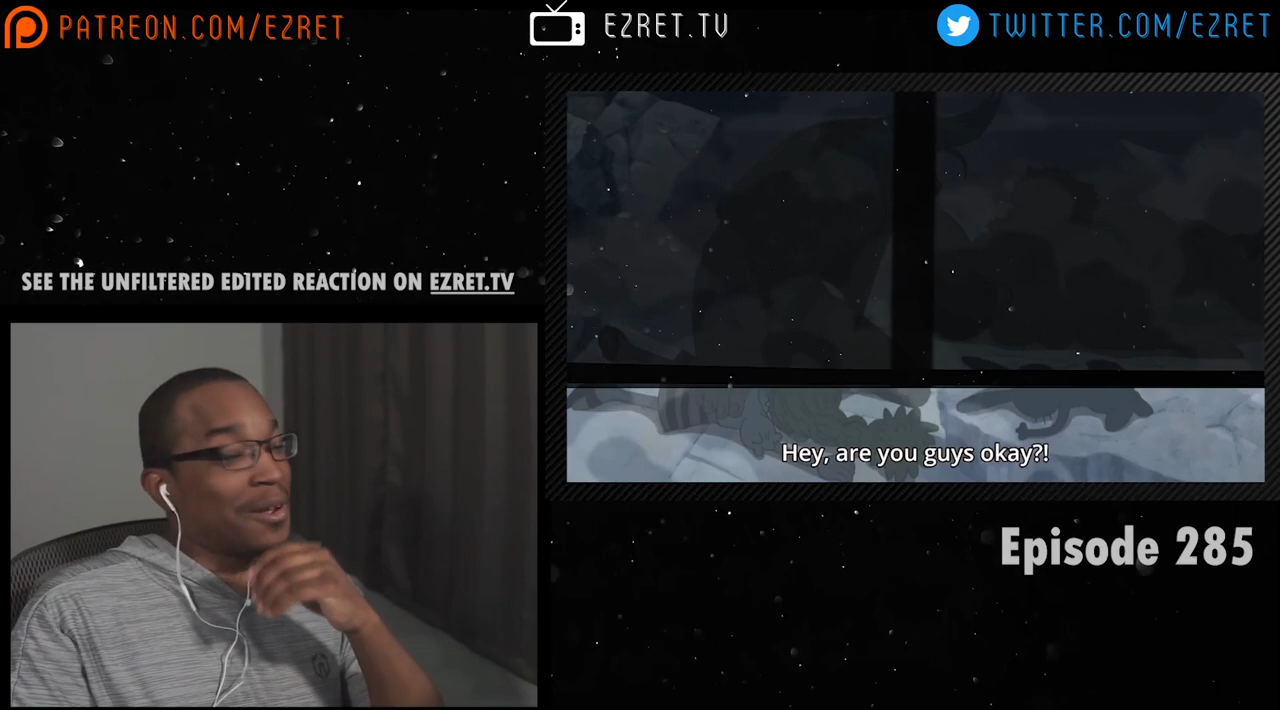 PATREON.COM/EZRET
EZRET.TV
TWITTER.COM/EZRET
SEE THE UNFILTERED EDITED REACTION ON EZRET.TV
Hey, are you guys okay?!
Episode 285